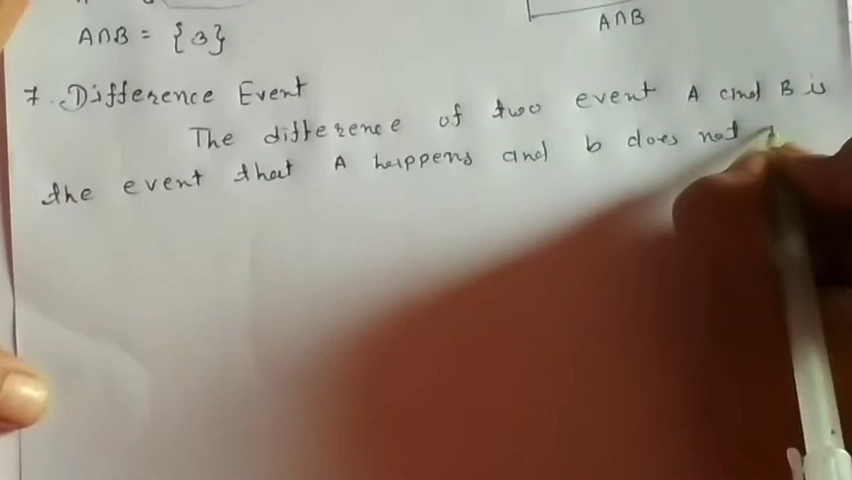 A∩B = {3}
A∩B
7. Difference Event
The difference of two event A and B is
the event that A happens and b does not